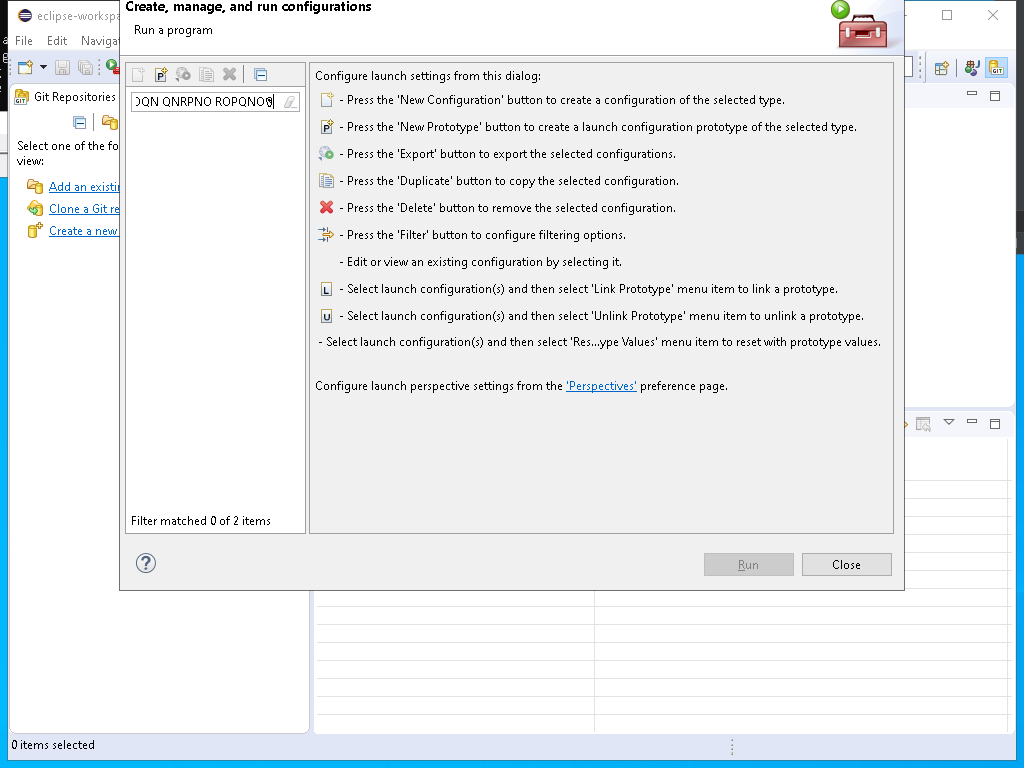 Create, manage, and run configurations
Run a program
eclipse-workspa
File Edit Navigat
Git Repositories
Select one of the fo
view:
Add an existin
Clone a Git re
Create a new
QNRPNO
Filter matched 0 of 2 items
Configure launch settings from this dialog:
- Press the 'New Configuration' button to create a configuration of the selected type.
- Press the 'New Prototype' button to create a launch configuration prototype of the selected type.
- Press the 'Export' button to export the selected configurations.
- Press the 'Duplicate' button to copy the selected configuration.
- Press the 'Delete' button to remove the selected configuration.
- Press the 'Filter' button to configure filtering options.
- Edit or view an existing configuration by selecting it.
- Select launch configuration(s) and then select 'Link Prototype' menu item to link a prototype.
- Select launch configuration(s) and then select 'Unlink Prototype' menu item to unlink a prototype.
- Select launch configuration(s) and then select 'Res...ype Values' menu item to reset with prototype values.
Configure launch perspective settings from the 'Perspectives' preference page.
Run Close
0 items selected